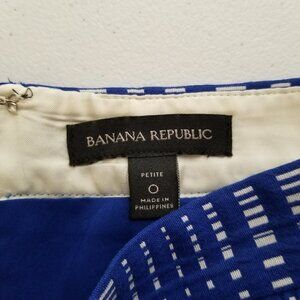 BANANA REPUBLIC
PETITE
0
MADE IN
PHILIPPINES